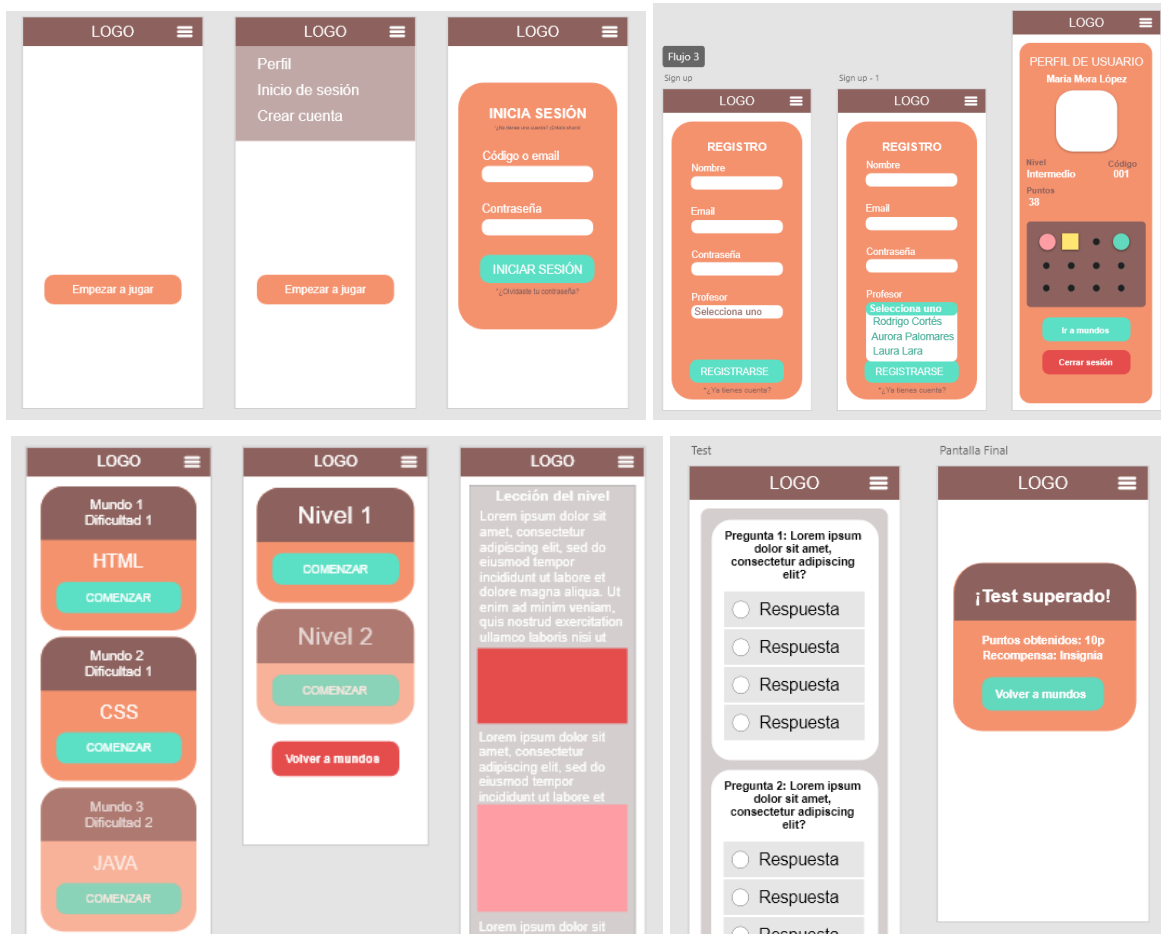 LOGO
Empezar a jugar
LOGO
Perfil
Inicio de sesión
Crear cuenta
Empezar a jugar
LOGO
INICIA SESIÓN
Código o email
Contraseña
INICIAR SESIÓN
*¿Olvidaste tu contraseña?
Flujo 3
Sign up
LOGO
REGISTRO
Nombre
Email
Contraseña
Profesor
Selecciona uno
REGISTRARSE
*¿Ya tienes cuenta?
Sign up - 1
LOGO
REGISTRO
Nombre
Email
Contraseña
Profesor
Selecciona uno
Rodrigo Cortés
Aurora Palomares
Laura Lara
REGISTRARSE
*¿Ya tienes cuenta?
LOGO
PERFIL DE USUARIO
María Mora López
Nivel
Intermedio
Código
001
Puntos
38
Ir a mundos
Cerrar sesión
LOGO
Mundo 1
Dificultad 1
HTML
COMENZAR
Mundo 2
Dificultad 1
CSS
COMENZAR
Mundo 3
Dificultad 2
JAVA
COMENZAR
LOGO
Nivel 1
COMENZAR
Nivel 2
COMENZAR
Volver a mundos
LOGO
Lección del nivel
Lorem ipsum dolor sit
amet, consectetur
adipiscing elit, sed do
eiusmod tempor
incididunt ut labore et
dolore magna aliqua. Ut
enim ad minim veniam,
quis nostrud exercitation
ullamco laboris nisi ut
Lorem ipsum dolor sit
amet, consectetur
adipiscing elit, sed do
eiusmod tempor
incididunt ut labore et
Lorem ipsum dolor sit
Test
LOGO
Pregunta 1: Lorem ipsum
dolor sit amet,
consectetur adipiscing
elit?
Respuesta
Respuesta
Respuesta
Respuesta
Pregunta 2: Lorem ipsum
dolor sit amet,
consectetur adipiscing
elit?
Respuesta
Respuesta
Respuesta
Pantalla Final
LOGO
¡Test superado!
Puntos obtenidos: 10p
Recompensa: Insignia
Volver a mundos